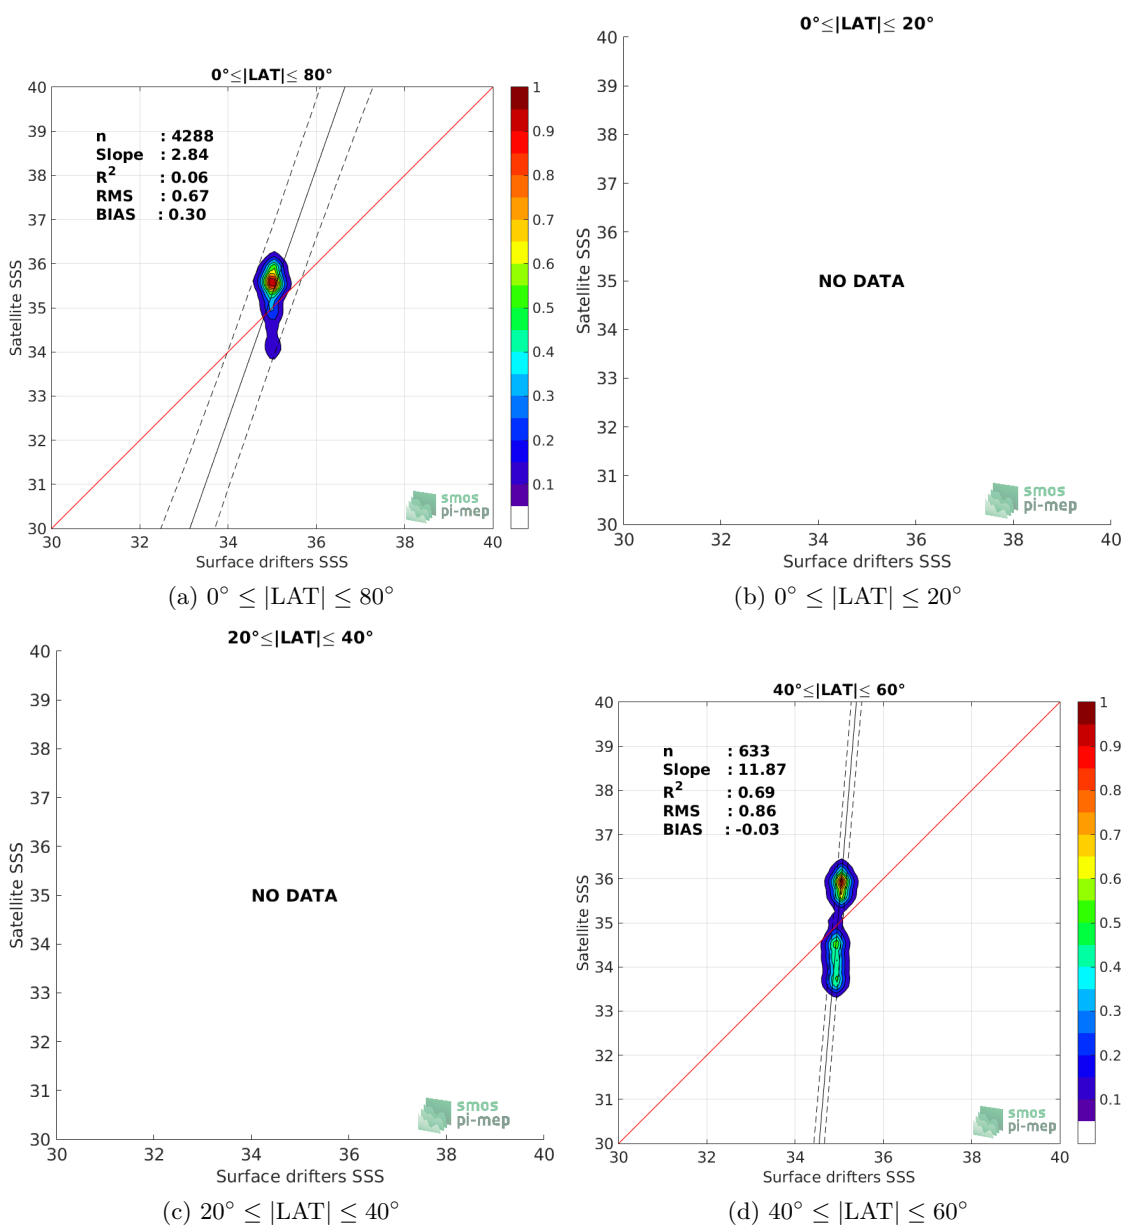 0°≤|LAT|≤ 80°
40
39
38
37
36
35
34
33
32
31
30
Satellite SSS
n : 4288
Slope : 2.84
R² : 0.06
RMS : 0.67
BIAS : 0.30
smos
pi-mep
30 32 34 36 38 40
Surface drifters SSS
1
0.9
0.8
0.7
0.6
0.5
0.4
0.3
0.2
0.1
(a) 0° ≤ |LAT| ≤ 80°
0°≤|LAT|≤ 20°
40
39
38
37
36
35
34
33
32
31
30
Satellite SSS
NO DATA
smos
pi-mep
30 32 34 36 38 40
Surface drifters SSS
(b) 0° ≤ |LAT| ≤ 20°
20°≤|LAT|≤ 40°
40
39
38
37
36
35
34
33
32
31
30
Satellite SSS
NO DATA
smos
pi-mep
30 32 34 36 38 40
Surface drifters SSS
(c) 20° ≤ |LAT| ≤ 40°
40°≤|LAT|≤ 60°
40
39
38
37
36
35
34
33
32
31
30
Satellite SSS
n : 633
Slope : 11.87
R² : 0.69
RMS : 0.86
BIAS : -0.03
smos
pi-mep
30 32 34 36 38 40
Surface drifters SSS
1
0.9
0.8
0.7
0.6
0.5
0.4
0.3
0.2
0.1
(d) 40° ≤ |LAT| ≤ 60°